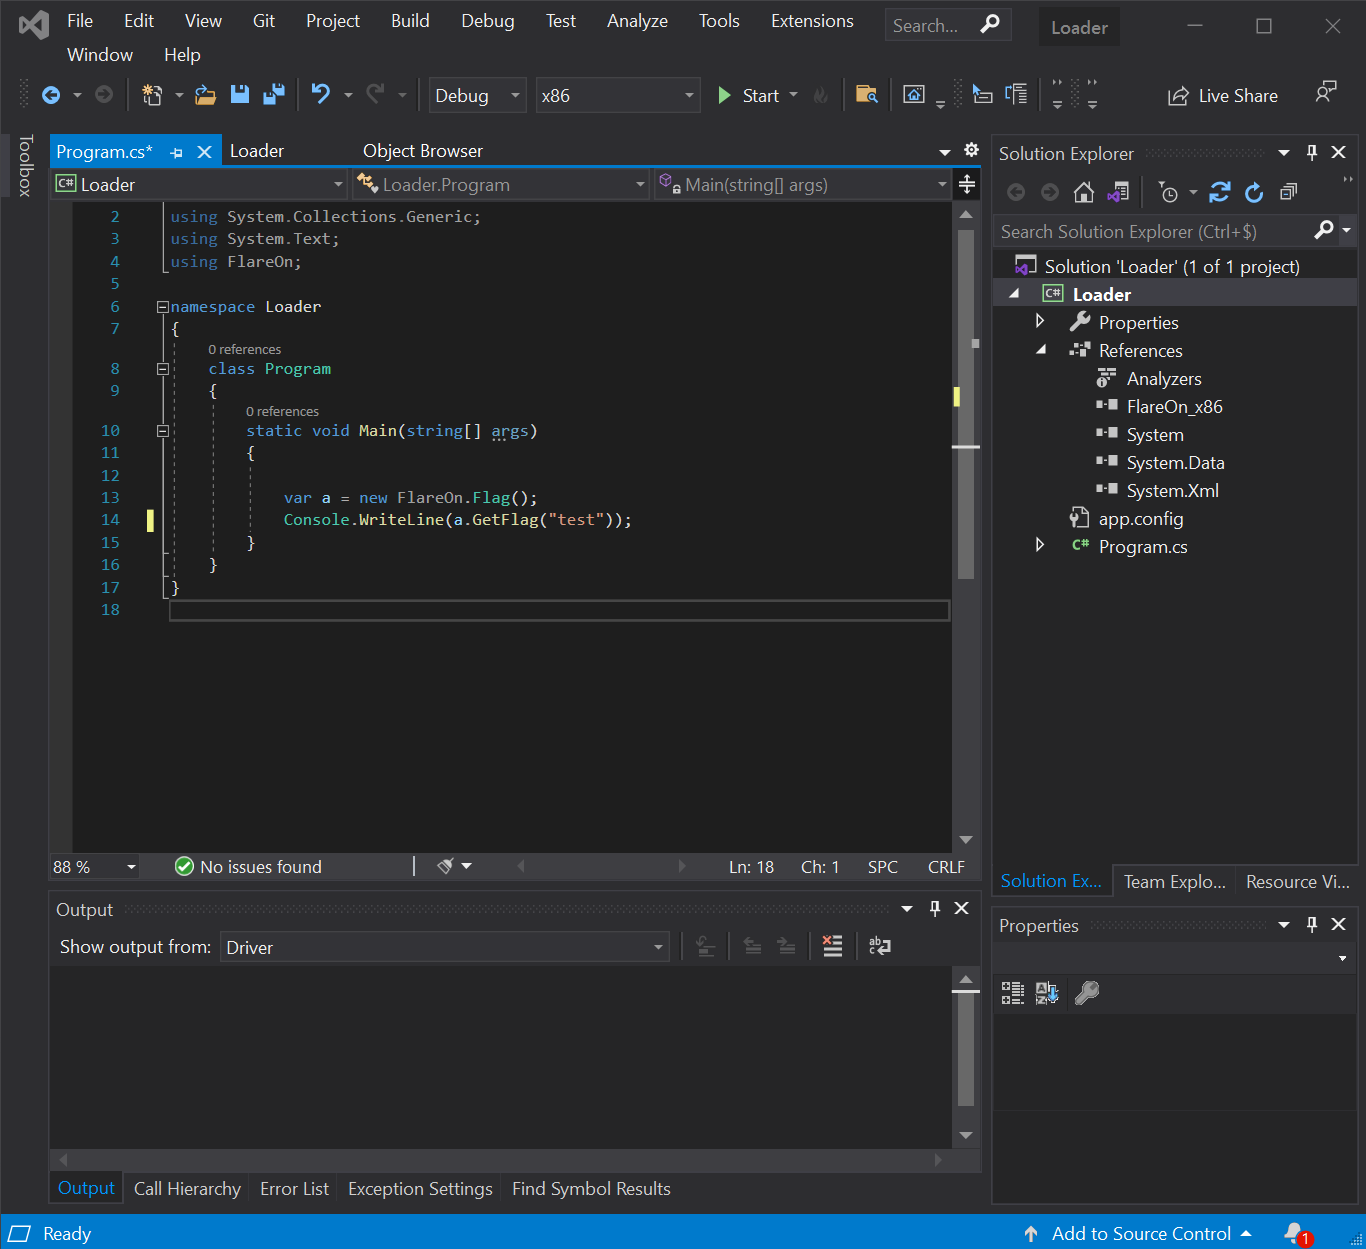 File Edit View Git Project Build Debug Test Analyze Tools Extensions Search... Loader
Window Help
Debug x86 Start Live Share
Toolbox
Program.cs* Loader Object Browser
C# Loader Loader.Program Main(string[] args)
2 using System.Collections.Generic;
3 using System.Text;
4 using FlareOn;
5
6 namespace Loader
7 {
0 references
8 class Program
9 {
0 references
10 static void Main(string[] args)
11 {
12
13 var a = new FlareOn.Flag();
14 Console.WriteLine(a.GetFlag("test"));
15 }
16 }
17 }
18
88 % No issues found Ln: 18 Ch: 1 SPC CRLF
Output
Show output from: Driver
Output Call Hierarchy Error List Exception Settings Find Symbol Results
Solution Explorer
Search Solution Explorer (Ctrl+$)
Solution 'Loader' (1 of 1 project)
C# Loader
Properties
References
Analyzers
FlareOn_x86
System
System.Data
System.Xml
app.config
C# Program.cs
Solution Ex... Team Explo... Resource Vi...
Properties
Ready Add to Source Control 1